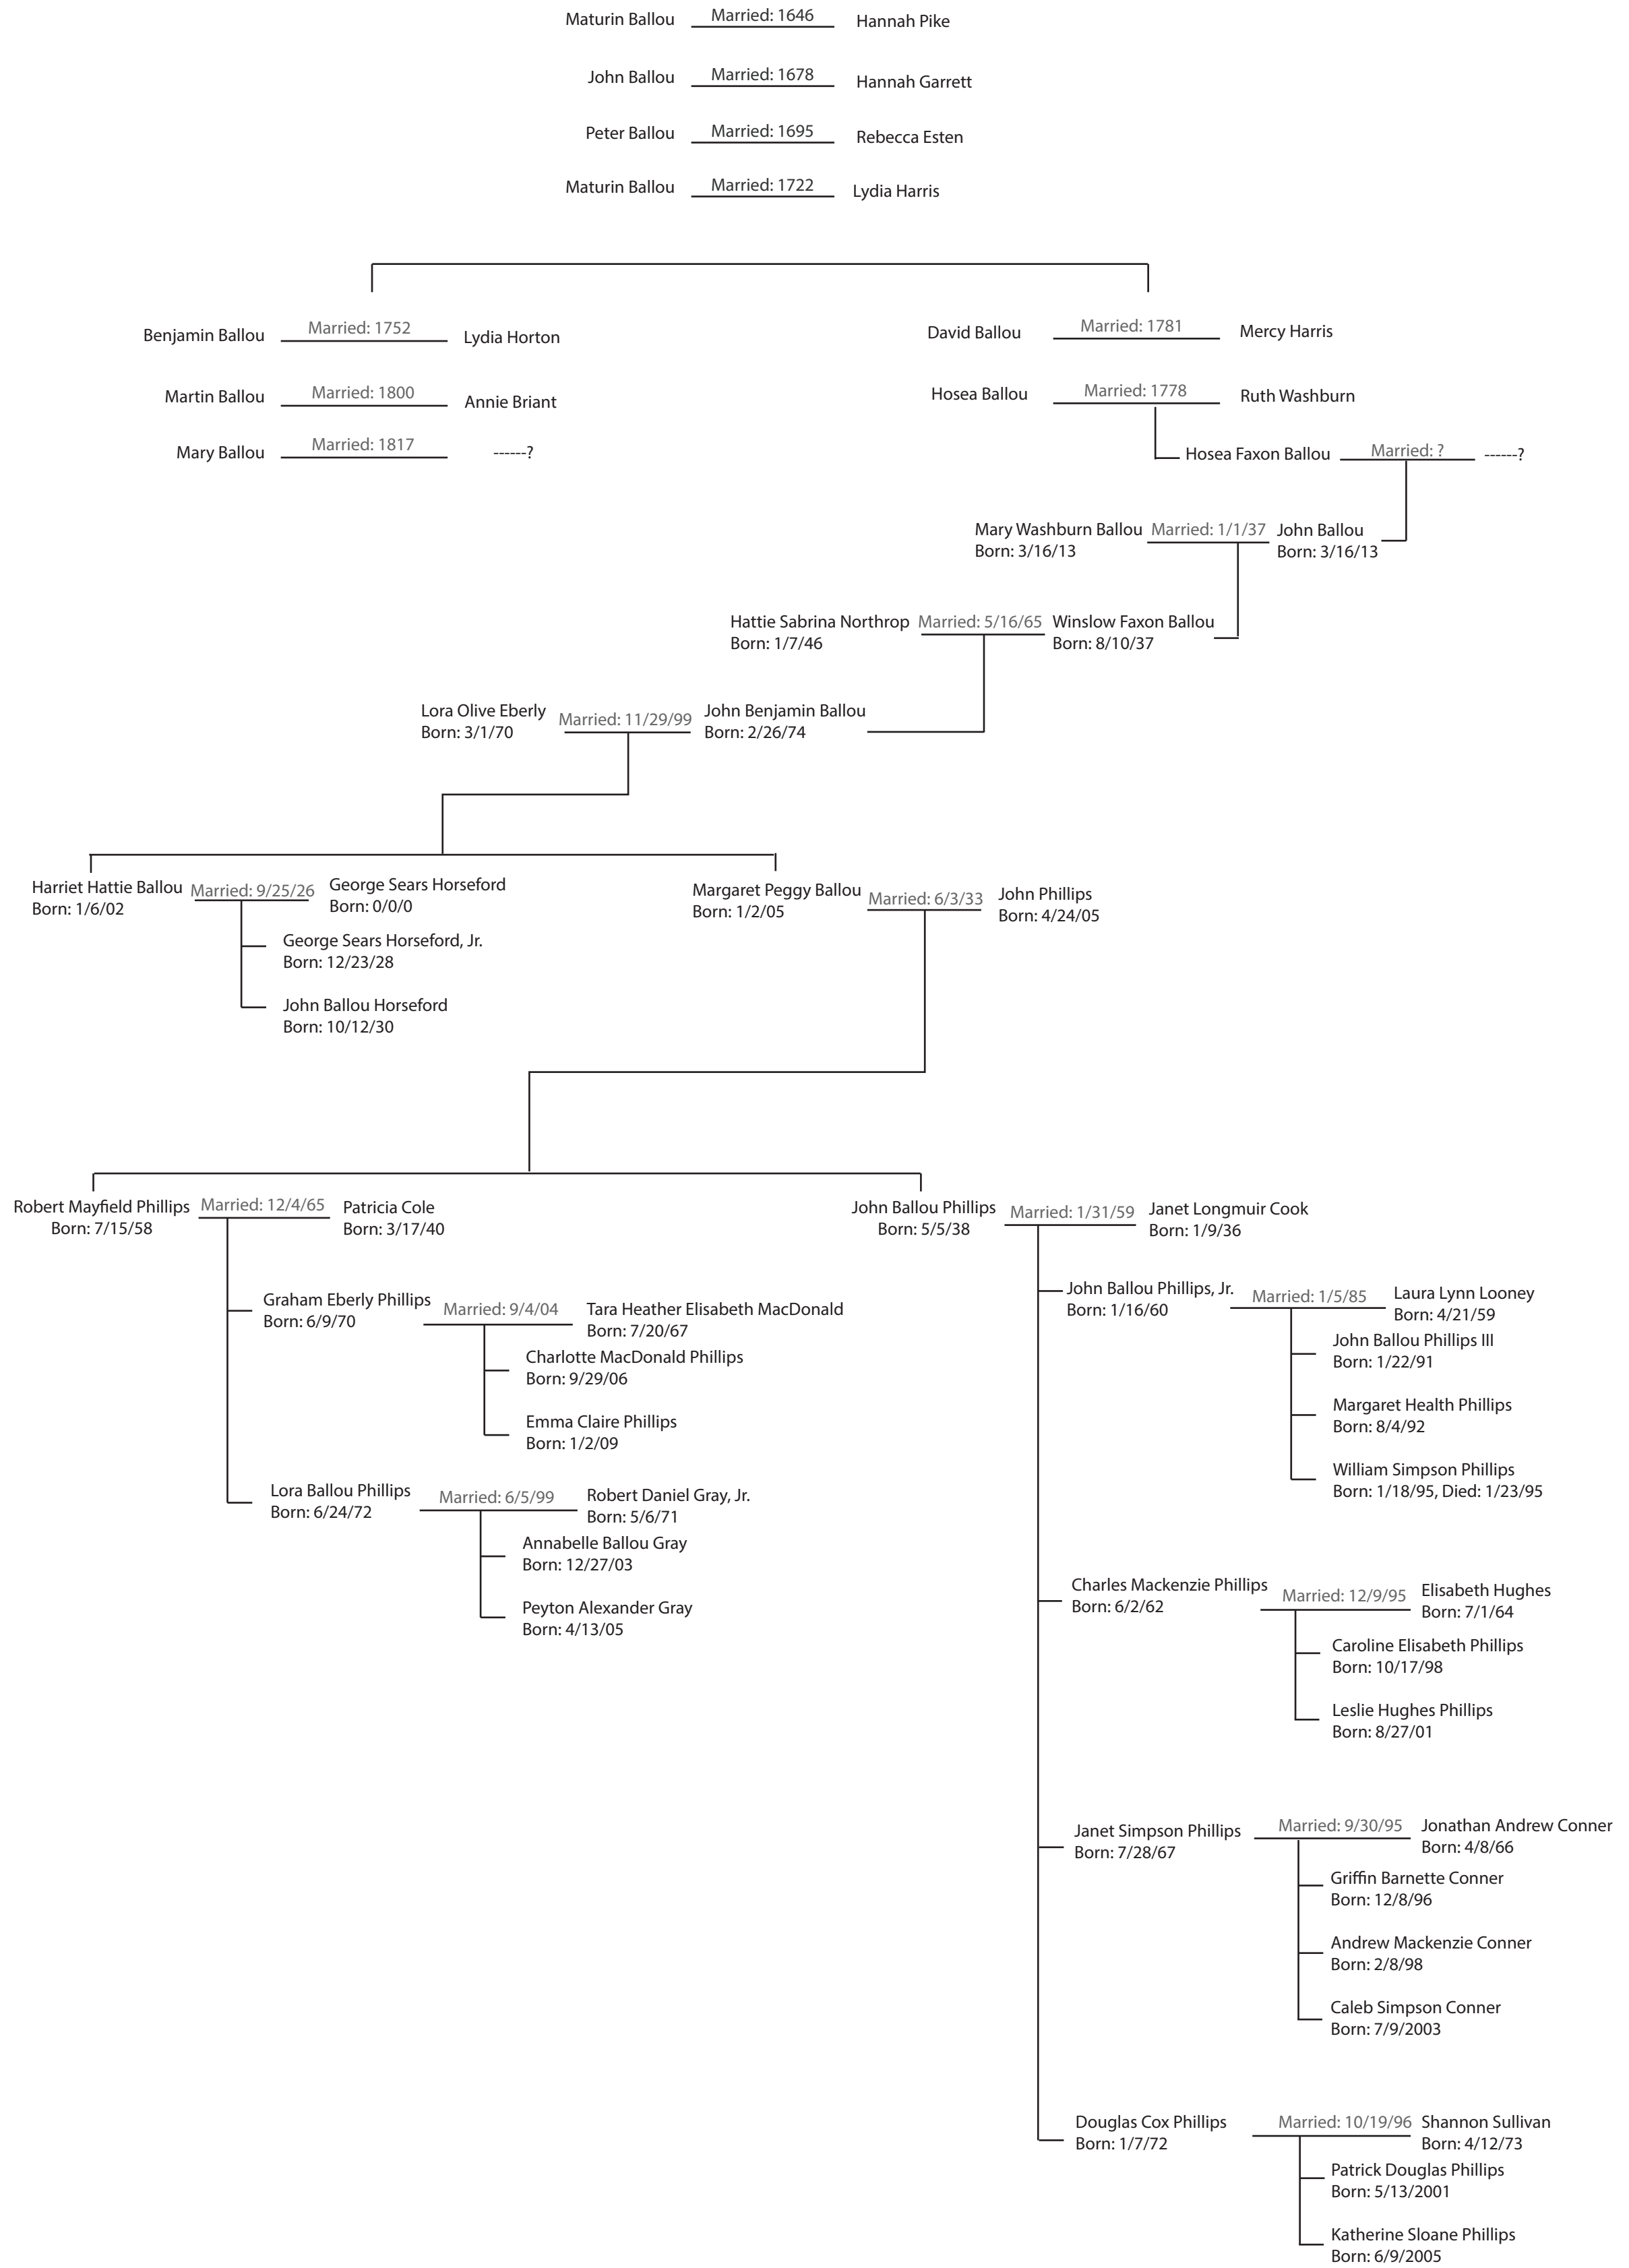 Maturin Ballou Married: 1646 Hannah Pike
John Ballou Married: 1678 Hannah Garrett
Peter Ballou Married: 1695 Rebecca Esten
Maturin Ballou Married: 1722 Lydia Harris
Benjamin Ballou Married: 1752 Lydia Horton
Martin Ballou Married: 1800 Annie Briant
Mary Ballou Married: 1817 ------?
David Ballou Married: 1781 Mercy Harris
Hosea Ballou Married: 1778 Ruth Washburn
Hosea Faxon Ballou Married: ? ------?
Mary Washburn Ballou Married: 1/1/37 John Ballou
Born: 3/16/13 Born: 3/16/13
Hattie Sabrina Northrop Married: 5/16/65 Winslow Faxon Ballou
Born: 1/7/46 Born: 8/10/37
Lora Olive Eberly Married: 11/29/99 John Benjamin Ballou
Born: 3/1/70 Born: 2/26/74
Harriet Hattie Ballou Married: 9/25/26 George Sears Horseford
Born: 1/6/02 Born: 0/0/0
George Sears Horseford, Jr.
Born: 12/23/28
John Ballou Horseford
Born: 10/12/30
Margaret Peggy Ballou Married: 6/3/33 John Phillips
Born: 1/2/05 Born: 4/24/05
Robert Mayfield Phillips Married: 12/4/65 Patricia Cole
Born: 7/15/58 Born: 3/17/40
Graham Eberly Phillips Married: 9/4/04 Tara Heather Elisabeth MacDonald
Born: 6/9/70 Born: 7/20/67
Charlotte MacDonald Phillips
Born: 9/29/06
Emma Claire Phillips
Born: 1/2/09
Lora Ballou Phillips Married: 6/5/99 Robert Daniel Gray, Jr.
Born: 6/24/72 Born: 5/6/71
Annabelle Ballou Gray
Born: 12/27/03
Peyton Alexander Gray
Born: 4/13/05
John Ballou Phillips Married: 1/31/59 Janet Longmuir Cook
Born: 5/5/38 Born: 1/9/36
John Ballou Phillips, Jr. Married: 1/5/85 Laura Lynn Looney
Born: 1/16/60 Born: 4/21/59
John Ballou Phillips III
Born: 1/22/91
Margaret Health Phillips
Born: 8/4/92
William Simpson Phillips
Born: 1/18/95, Died: 1/23/95
Charles Mackenzie Phillips Married: 12/9/95 Elisabeth Hughes
Born: 6/2/62 Born: 7/1/64
Caroline Elisabeth Phillips
Born: 10/17/98
Leslie Hughes Phillips
Born: 8/27/01
Janet Simpson Phillips Married: 9/30/95 Jonathan Andrew Conner
Born: 7/28/67 Born: 4/8/66
Griffin Barnette Conner
Born: 12/8/96
Andrew Mackenzie Conner
Born: 2/8/98
Caleb Simpson Conner
Born: 7/9/2003
Douglas Cox Phillips Married: 10/19/96 Shannon Sullivan
Born: 1/7/72 Born: 4/12/73
Patrick Douglas Phillips
Born: 5/13/2001
Katherine Sloane Phillips
Born: 6/9/2005